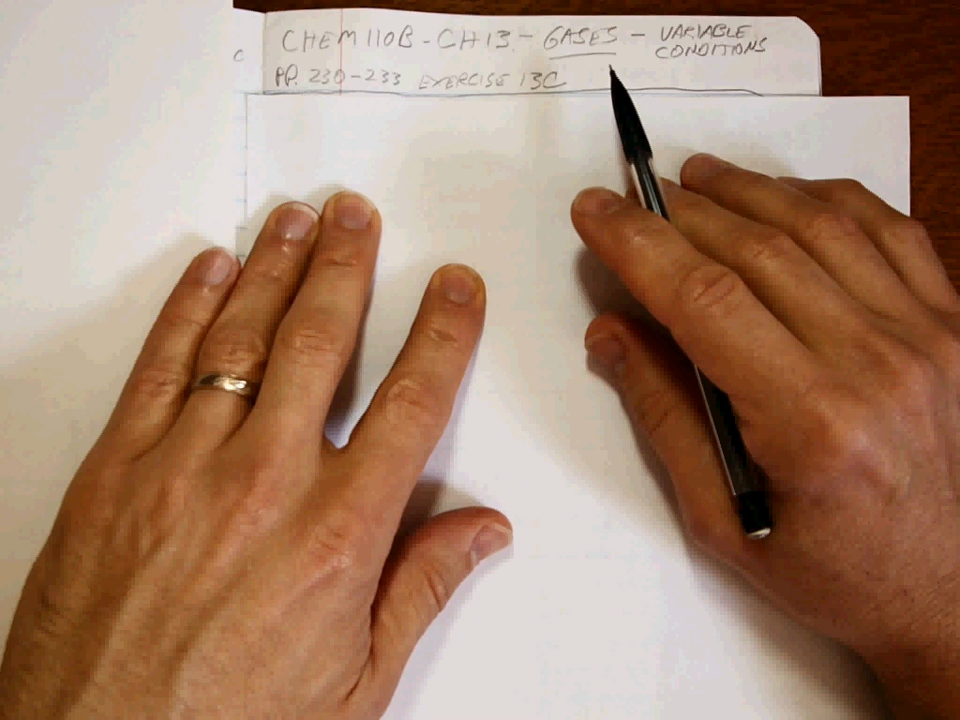 CHEM 110B - CH 13 - GASES - VARIABLE CONDITIONS
PP. 230-233 EXERCISE 13C